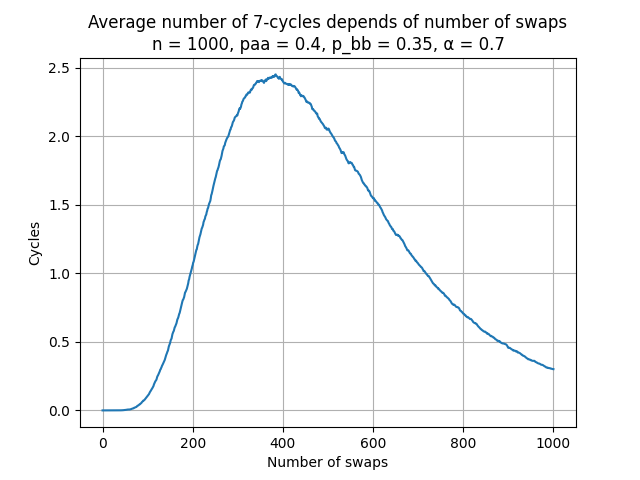 Average number of 7-cycles depends of number of swaps
n = 1000, paa = 0.4, p_bb = 0.35, α = 0.7
2.5
2.0
1.5
1.0
0.5
0.0
Cycles
0 200 400 600 800 1000
Number of swaps